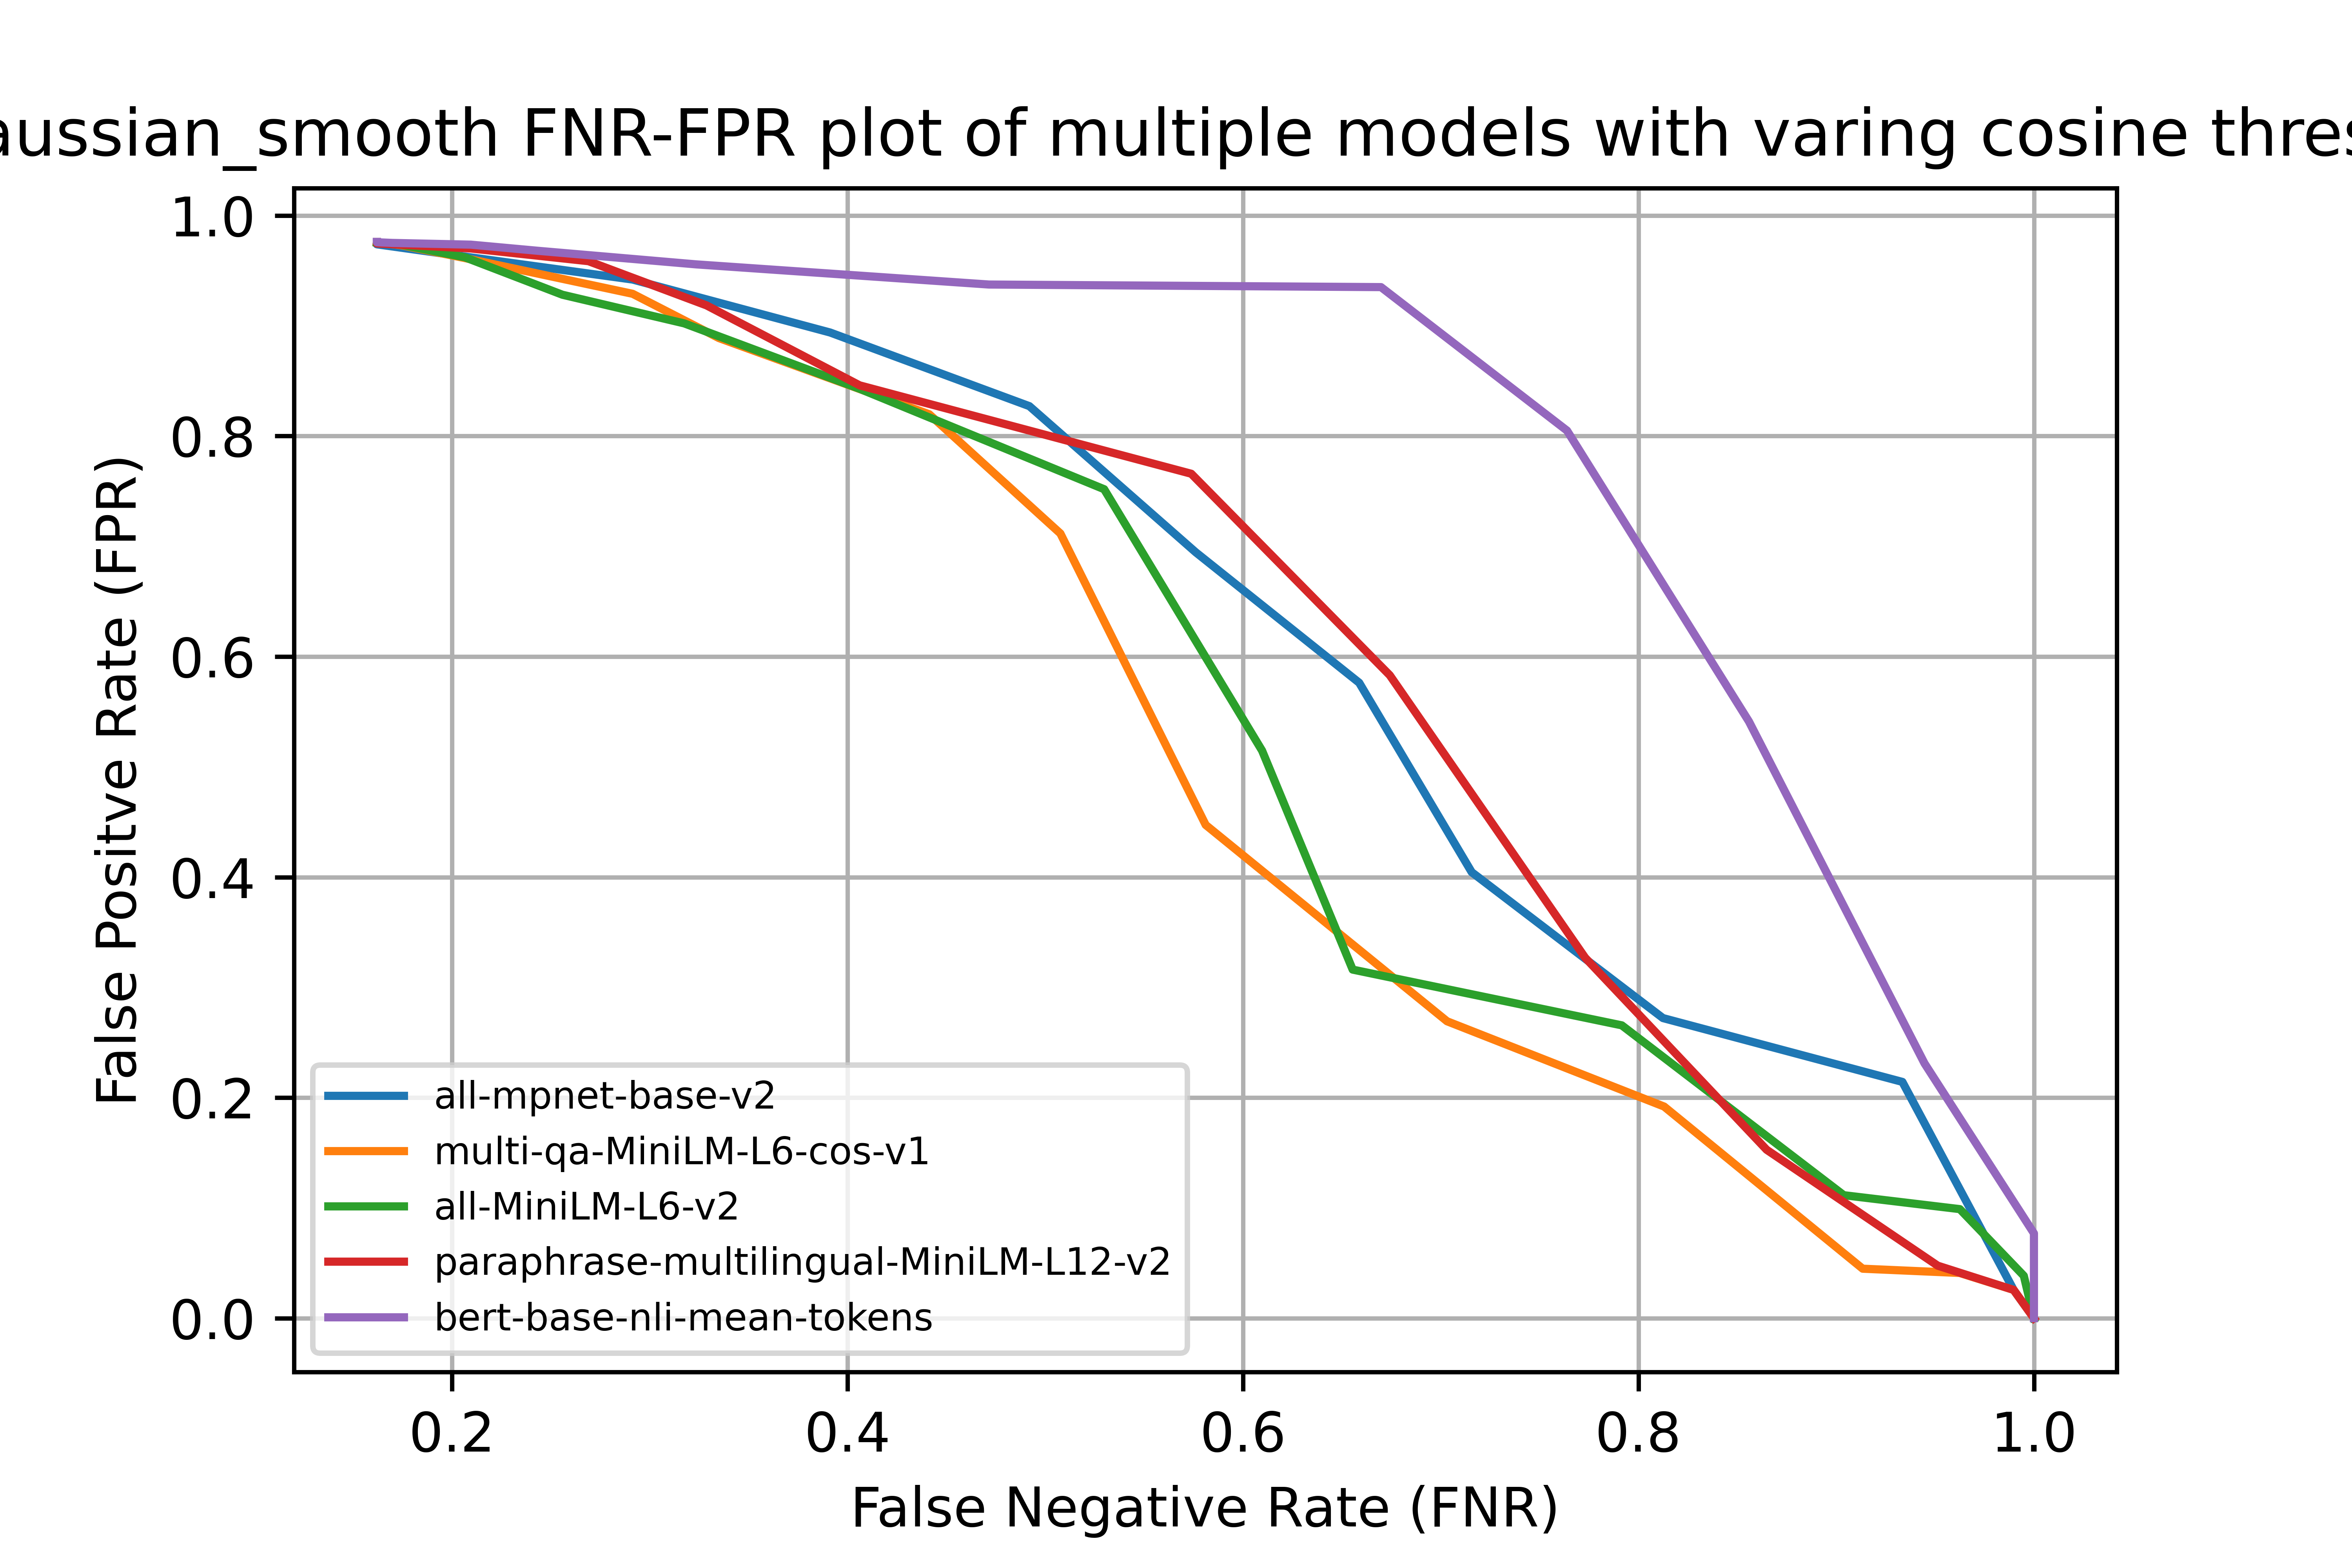 aussian_smooth FNR-FPR plot of multiple models with varing cosine thres
1.0
0.8
0.6
0.4
0.2
0.0
False Positve Rate (FPR)
all-mpnet-base-v2
multi-qa-MiniLM-L6-cos-v1
all-MiniLM-L6-v2
paraphrase-multilingual-MiniLM-L12-v2
bert-base-nli-mean-tokens
0.2 0.4 0.6 0.8 1.0
False Negative Rate (FNR)